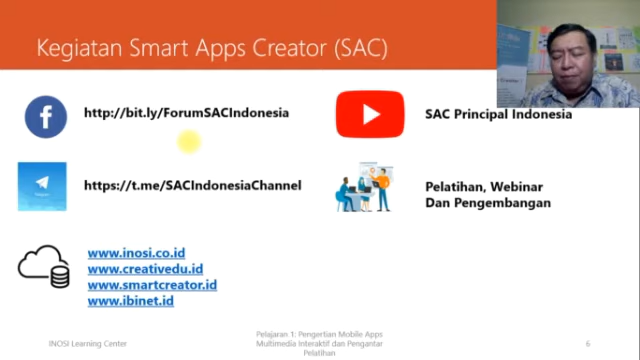 Kegiatan Smart Apps Creator (SAC)
http://bit.ly/ForumSACIndonesia
SAC Principal Indonesia
https://t.me/SACIndonesiaChannel
Pelatihan, Webinar
Dan Pengembangan
www.inosi.co.id
www.creativedu.id
www.smartcreator.id
www.ibinet.id
INOSI Learning Center
Pelajaran 1: Pengertian Mobile Apps
Multimedia Interaktif dan Pengantar
Pelatihan
6